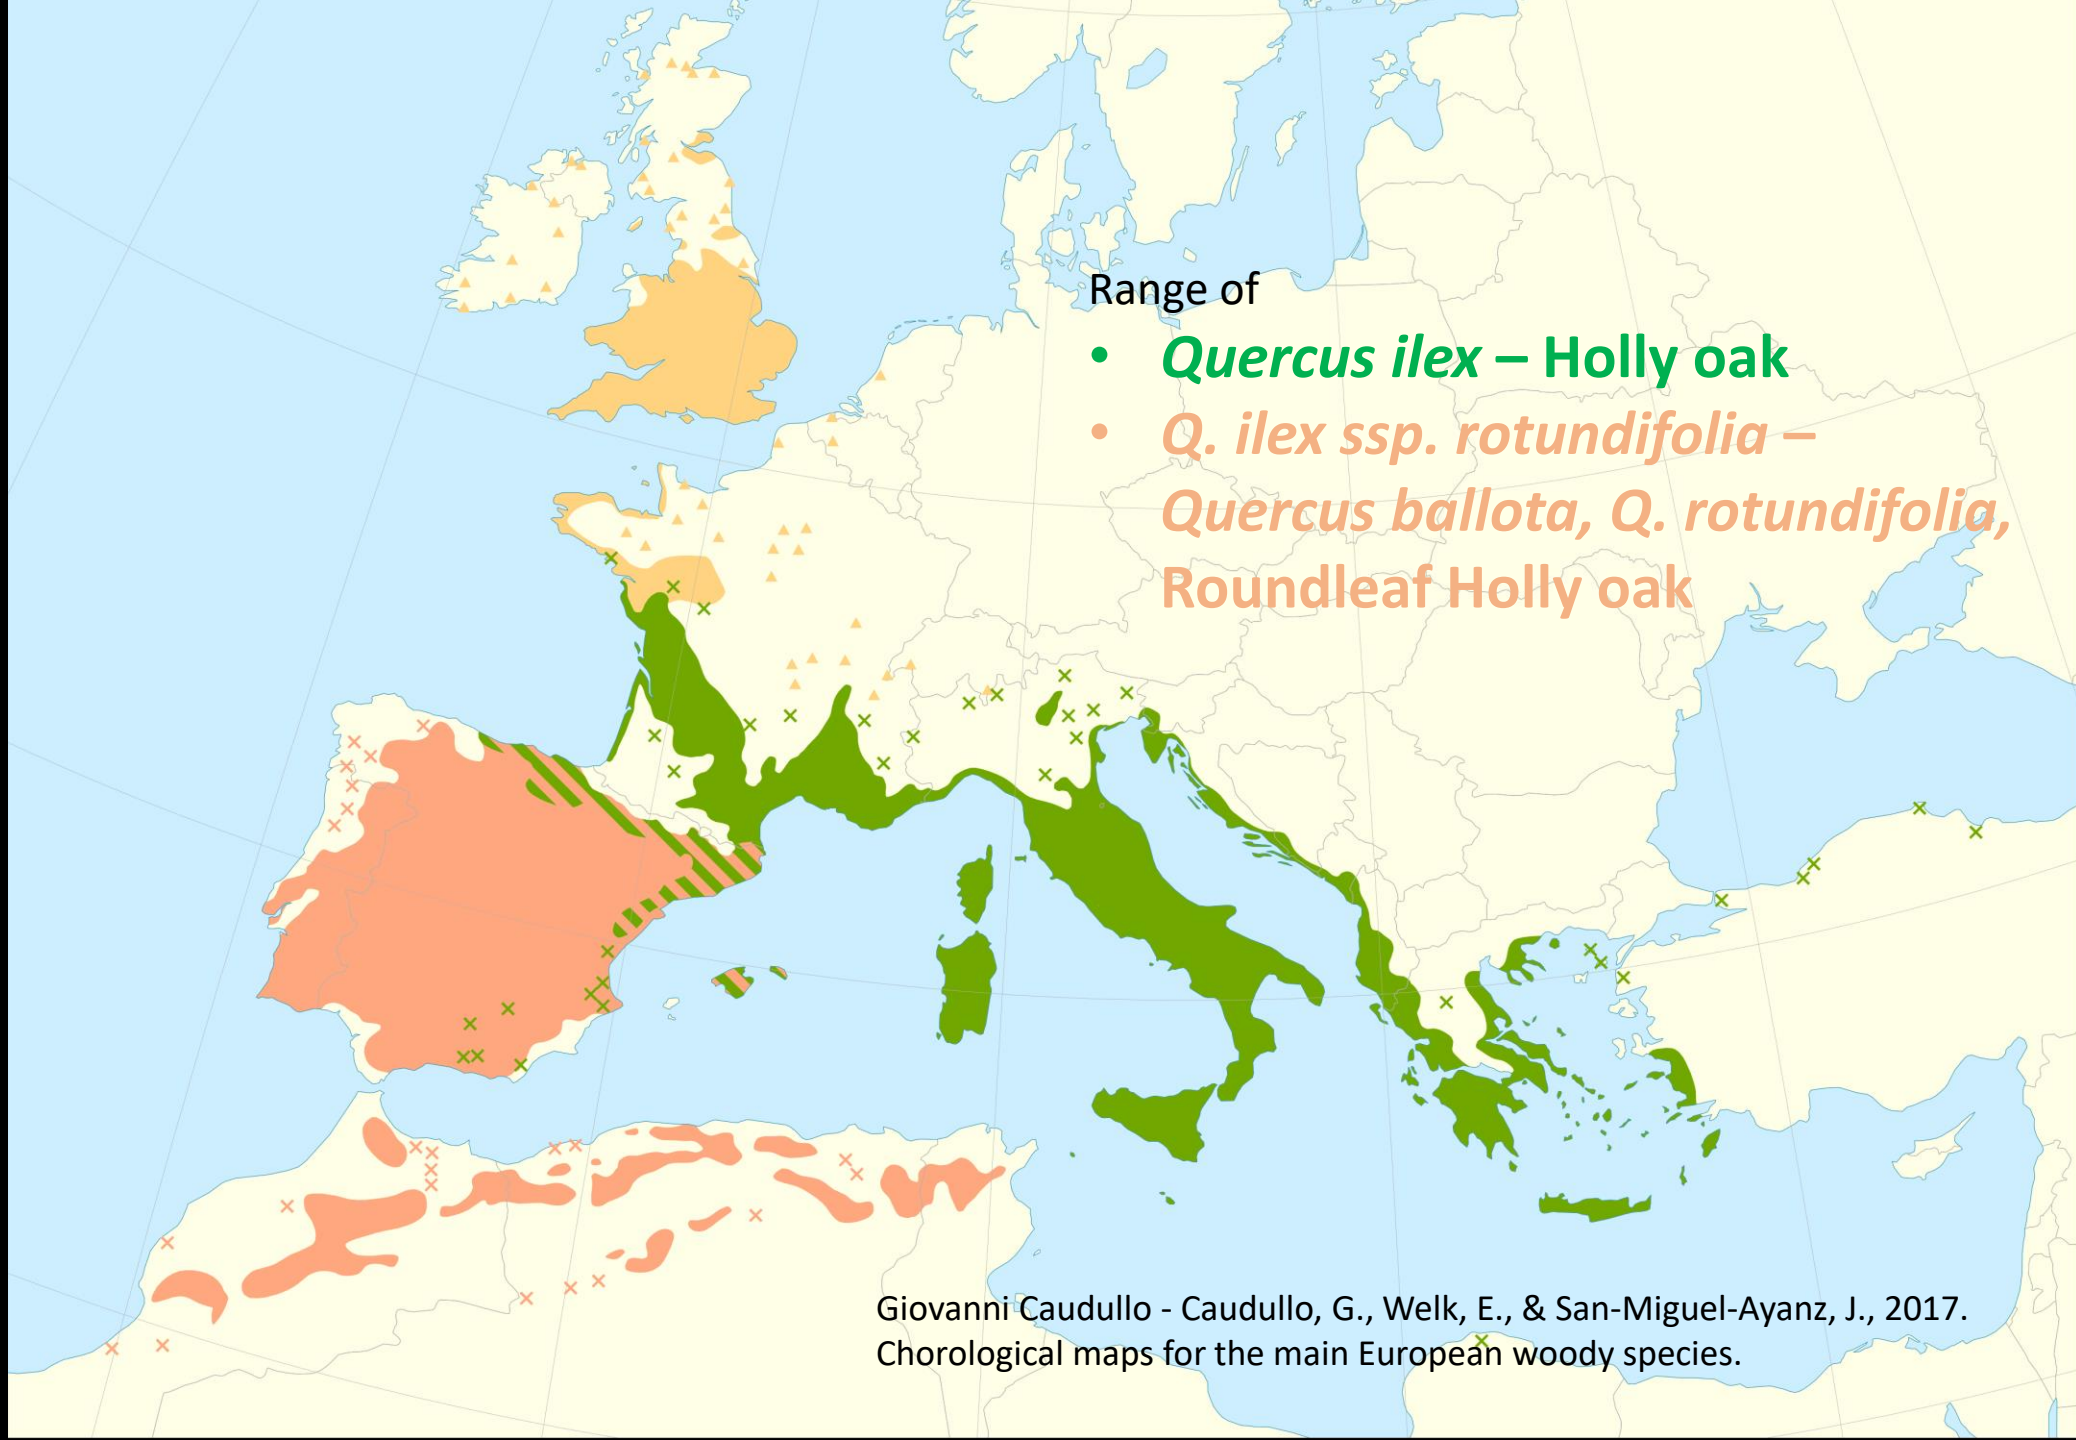 Range of
• Quercus ilex – Holly oak
• Q. ilex ssp. rotundifolia –
Quercus ballota, Q. rotundifolia,
Roundleaf Holly oak
Giovanni Caudullo - Caudullo, G., Welk, E., & San-Miguel-Ayanz, J., 2017.
Chorological maps for the main European woody species.